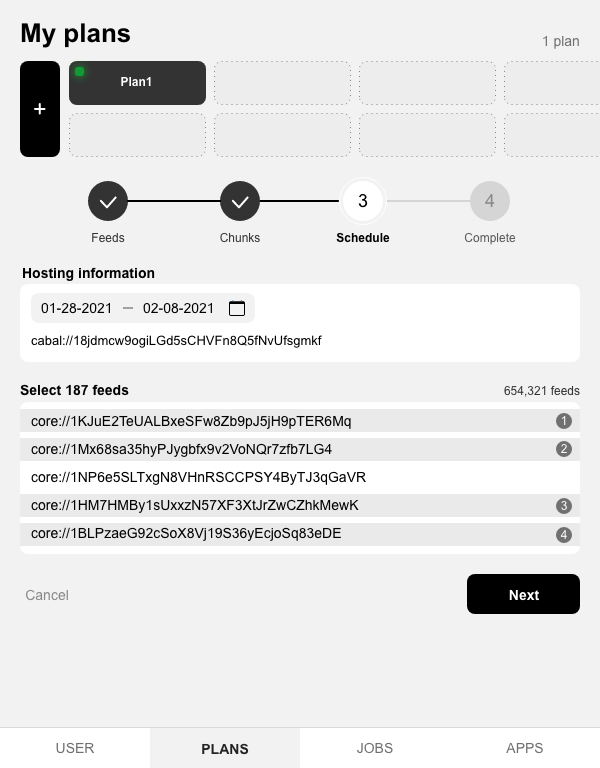 My plans
1 plan
+
Plan1
3
4
Feeds
Chunks
Schedule
Complete
Hosting information
01-28-2021 — 02-08-2021
cabal://18jdmcw9ogiLGd5sCHVFn8Q5fNvUfsgmkf
Select 187 feeds
654,321 feeds
core://1KJuE2TeUALBxeSFw8Zb9pJ5jH9pTER6Mq 1
core://1Mx68sa35hyPJygbfx9v2VoNQr7zfb7LG4 2
core://1NP6e5SLTxgN8VHnRSCCPSY4ByTJ3qGaVR
core://1HM7HMBy1sUxxzN57XF3XtJrZwCZhkMewK 3
core://1BLPzaeG92cSoX8Vj19S36yEcjoSq83eDE 4
Cancel
Next
USER
PLANS
JOBS
APPS